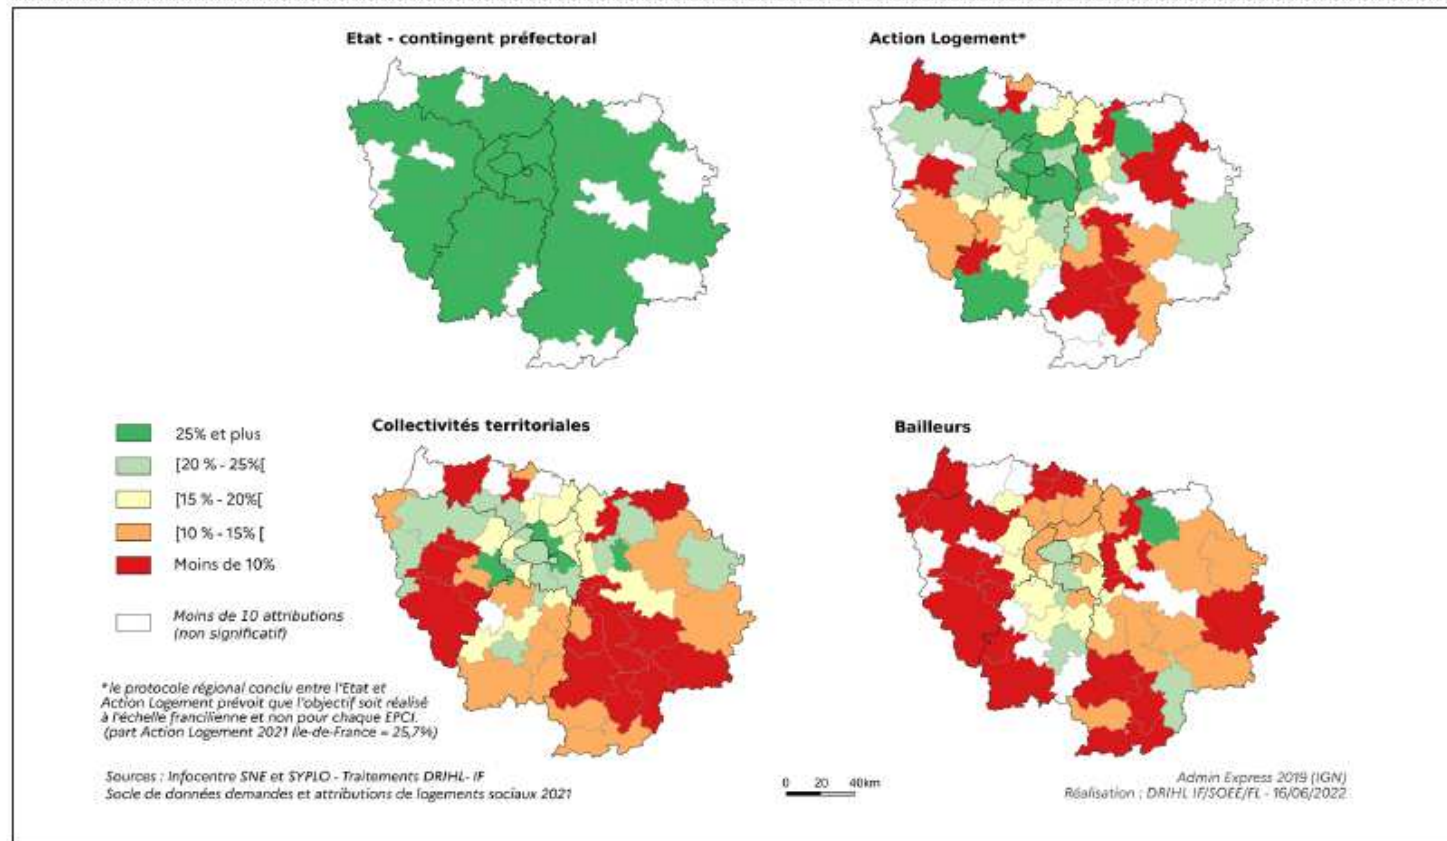 Etat - contingent préfectoral
Action Logement*
25% et plus
[20 % - 25%[
[15 % - 20%[
[10 % - 15% [
Moins de 10%
Moins de 10 attributions
(non significatif)
Collectivités territoriales
Bailleurs
*le protocole régional conclu entre l'Etat et
Action Logement prévoit que l'objectif soit réalisé
à l'échelle francilienne et non pour chaque EPCI.
(part Action Logement 2021 Ile-de-France = 25,7%)
Sources : Infocentre SNE et SYPLO - Traitements DRIHL- IF
Socle de données demandes et attributions de logements sociaux 2021
0 20 40km
Admin Express 2019 (IGN)
Réalisation : DRIHL IF/SOEE/FL - 16/06/2022